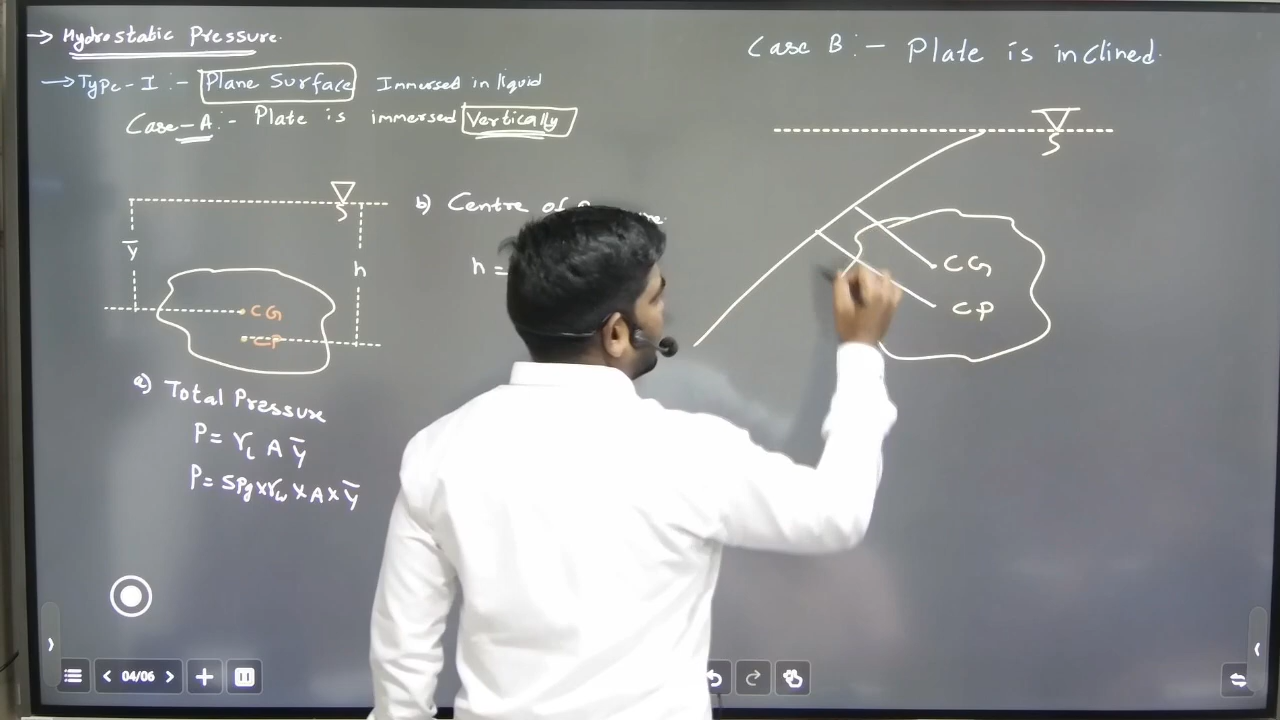 → Hydrostatic Pressure.
→ Type-I :- Plane Surface Immersed in liquid
Case-A :- Plate is immersed Vertically
ȳ
h
CG
CP
a) Total Pressure
P = γL A ȳ
P = SPg × γw × A × ȳ
b) Centre of
h =
Case B :- Plate is inclined.
CG
CP
04/06